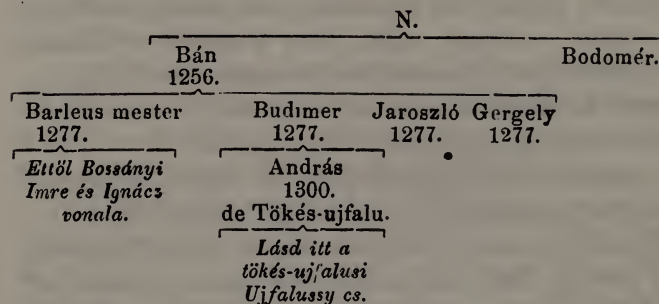 N.
Bán Bodomér.
1256.
Barleus mester Budimer Jaroszló Gergely
1277. 1277. 1277. 1277.
Ettöl Bossányi András
Imre és Ignácz 1300.
vonala. de Tökés-ujfalu.
Lásd itt a
tökés-ujfalusi
Ujfalussy cs.